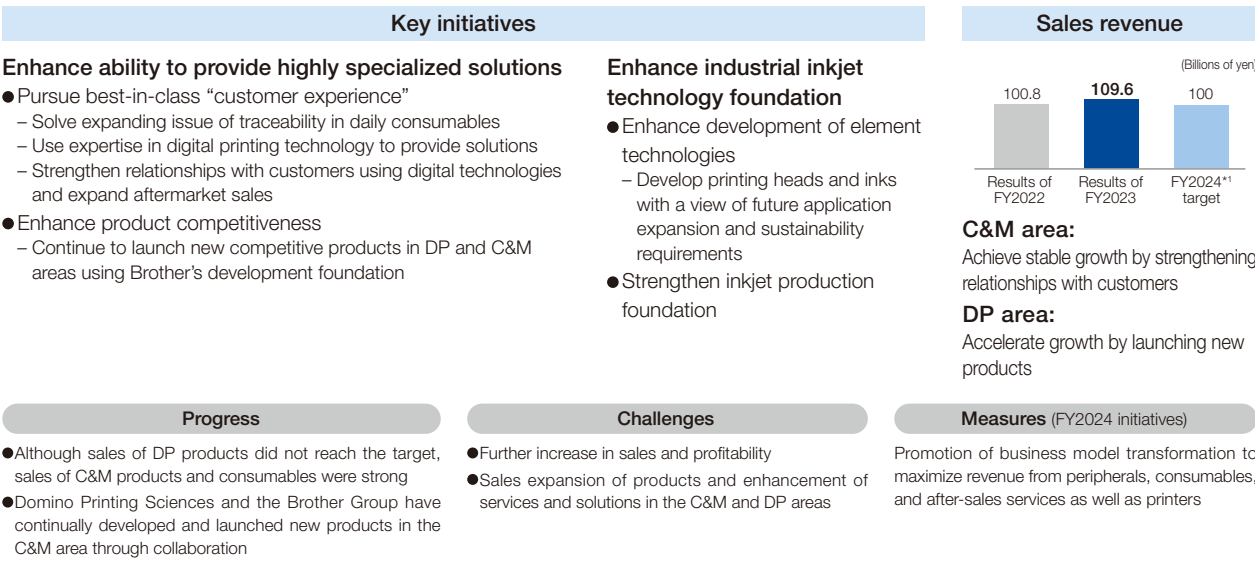 Key initiatives
Enhance ability to provide highly specialized solutions
●Pursue best-in-class “customer experience”
– Solve expanding issue of traceability in daily consumables
– Use expertise in digital printing technology to provide solutions
– Strengthen relationships with customers using digital technologies
and expand aftermarket sales
●Enhance product competitiveness
– Continue to launch new competitive products in DP and C&M
areas using Brother’s development foundation
Enhance industrial inkjet
technology foundation
●Enhance development of element
technologies
– Develop printing heads and inks
with a view of future application
expansion and sustainability
requirements
●Strengthen inkjet production
foundation
Sales revenue
(Billions of yen)
100.8 109.6 100
Results of Results of FY2024*1
FY2022 FY2023 target
C&M area:
Achieve stable growth by strengthening
relationships with customers
DP area:
Accelerate growth by launching new
products
Progress
●Although sales of DP products did not reach the target,
sales of C&M products and consumables were strong
●Domino Printing Sciences and the Brother Group have
continually developed and launched new products in the
C&M area through collaboration
Challenges
●Further increase in sales and profitability
●Sales expansion of products and enhancement of
services and solutions in the C&M and DP areas
Measures (FY2024 initiatives)
Promotion of business model transformation to
maximize revenue from peripherals, consumables,
and after-sales services as well as printers